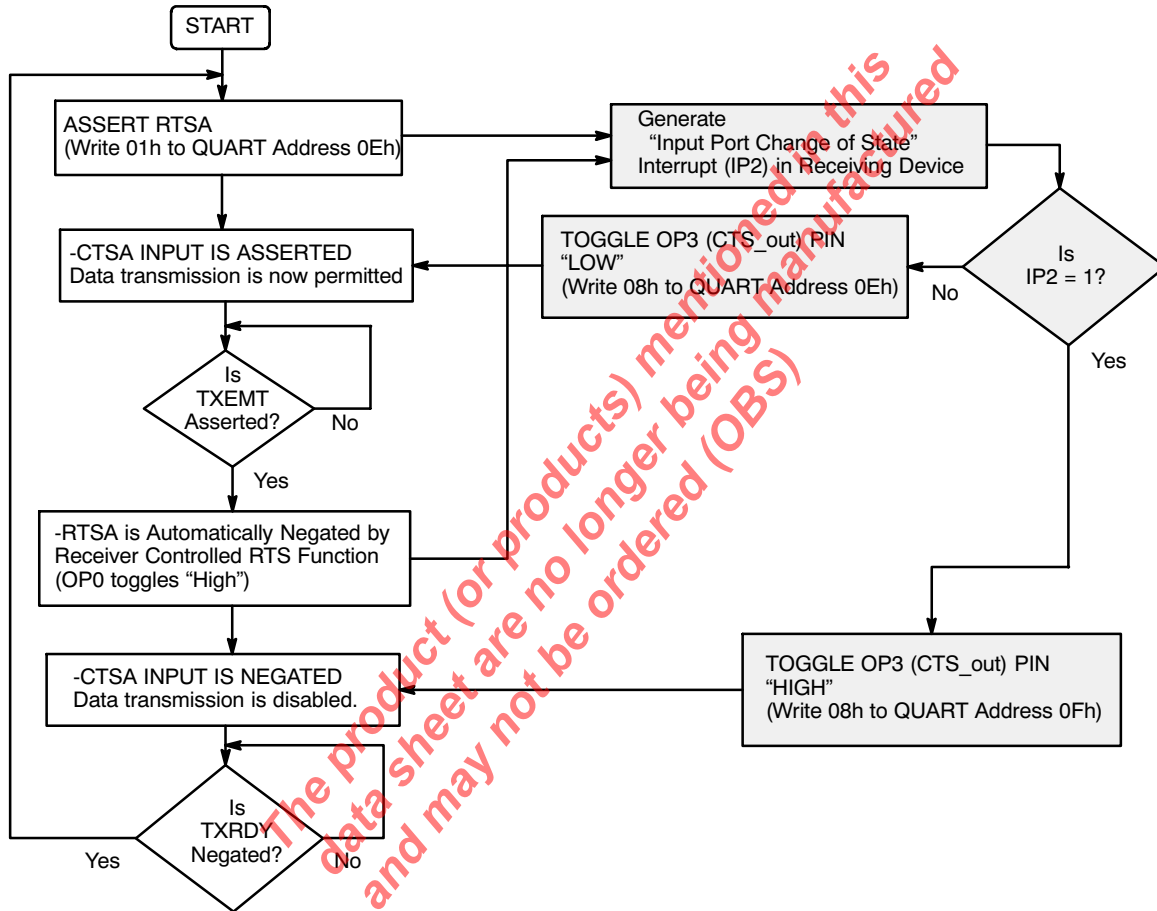 START
ASSERT RTSA
(Write 01h to QUART Address 0Eh)
Generate
“Input Port Change of State”
Interrupt (IP2) in Receiving Device
-CTSA INPUT IS ASSERTED
Data transmission is now permitted
TOGGLE OP3 (CTS_out) PIN
“LOW”
(Write 08h to QUART Address 0Eh)
No
Is
IP2 = 1?
Yes
Is
TXEMT
Asserted?
No
Yes
-RTSA is Automatically Negated by
Receiver Controlled RTS Function
(OP0 toggles “High”)
-CTSA INPUT IS NEGATED
Data transmission is disabled.
TOGGLE OP3 (CTS_out) PIN
“HIGH”
(Write 08h to QUART Address 0Fh)
Is
TXRDY
Negated?
Yes
No
The product (or products) mentioned in this
data sheet are no longer being manufactured
and may not be ordered (OBS)